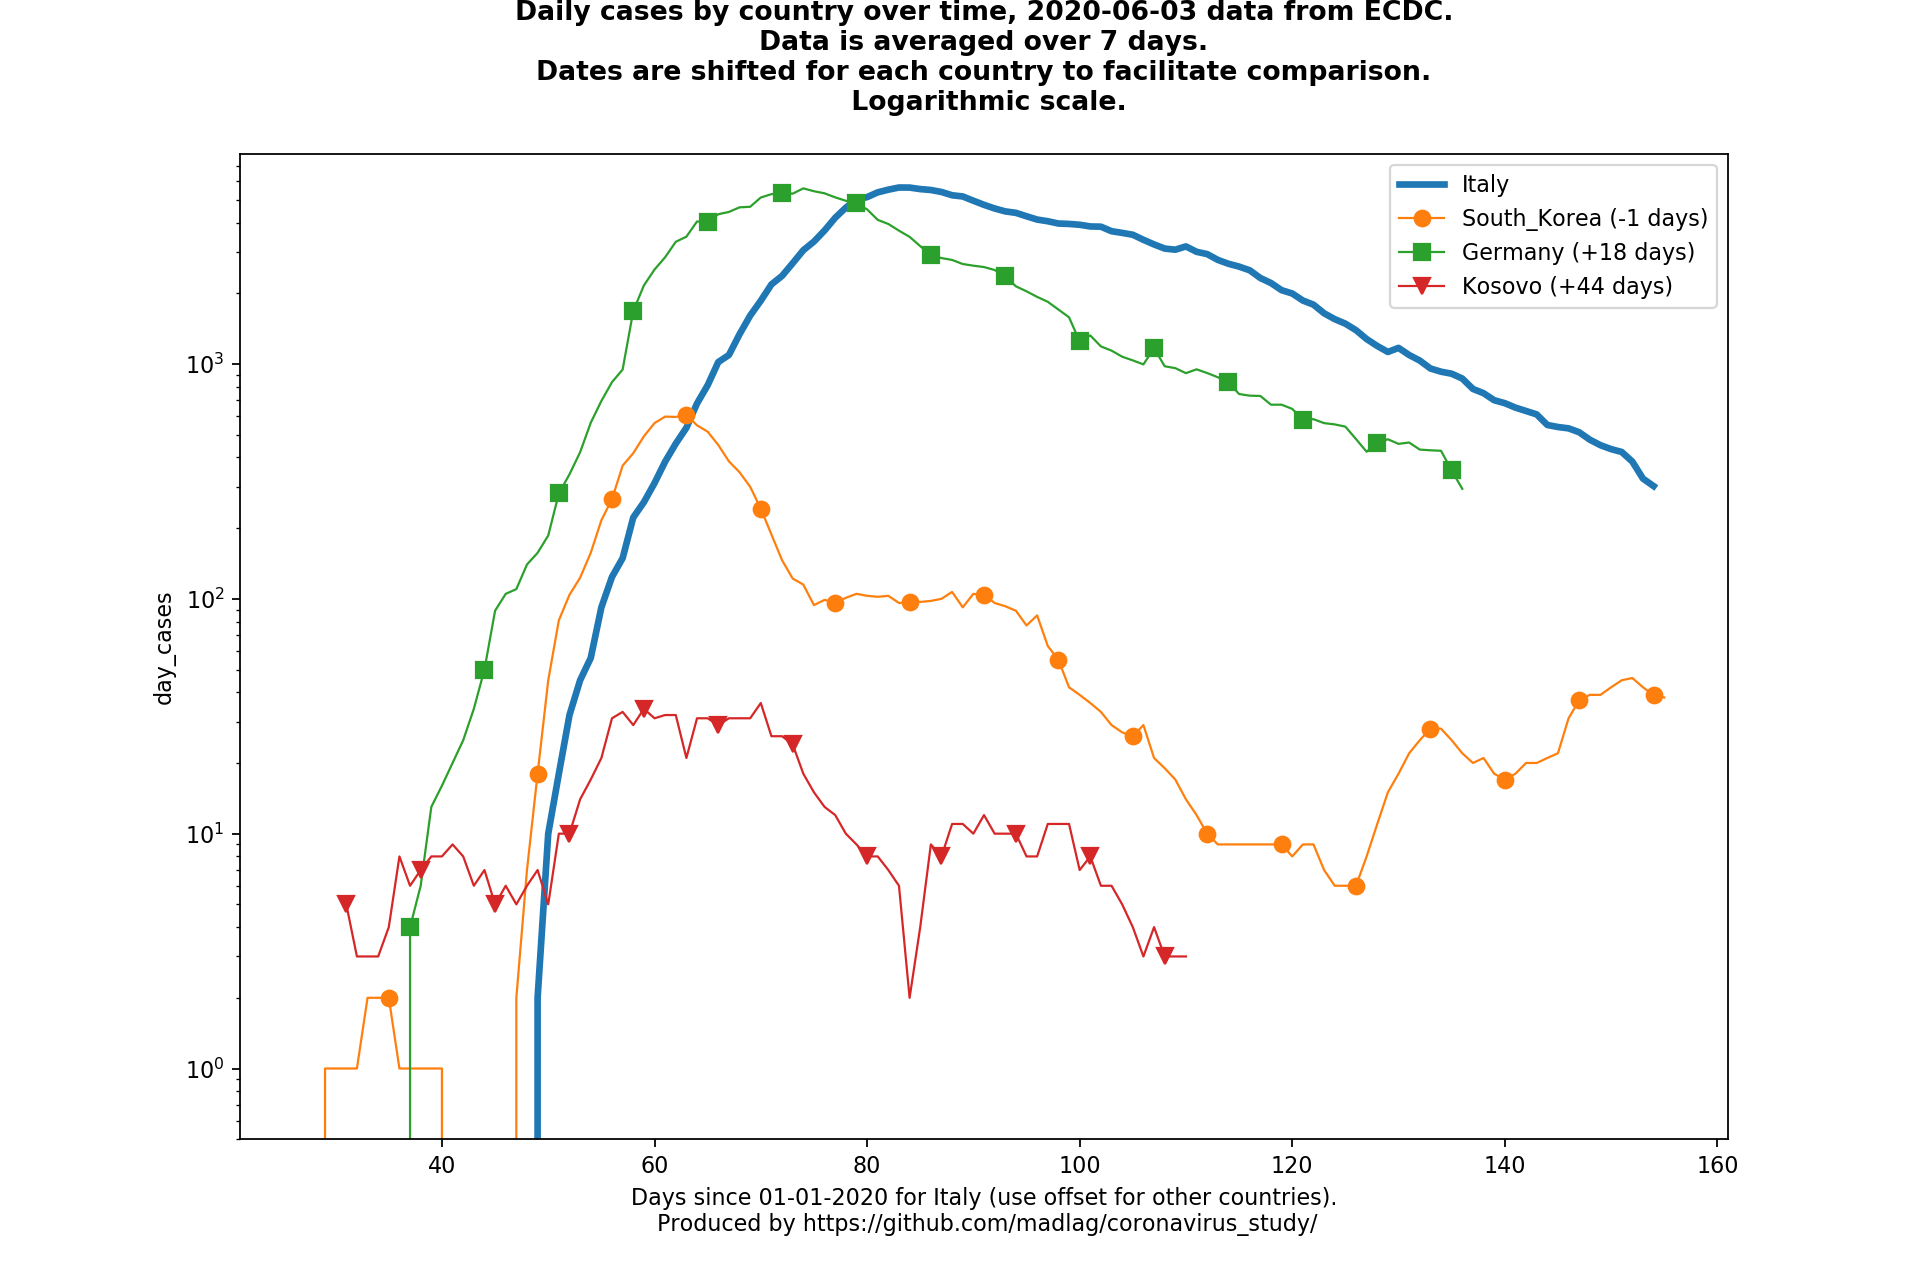 Daily cases by country over time, 2020-06-03 data from ECDC.
Data is averaged over 7 days.
Dates are shifted for each country to facilitate comparison.
Logarithmic scale.
Italy
South_Korea (-1 days)
Germany (+18 days)
Kosovo (+44 days)
day_cases
10³
10²
10¹
10⁰
40 60 80 100 120 140 160
Days since 01-01-2020 for Italy (use offset for other countries).
Produced by https://github.com/madlag/coronavirus_study/